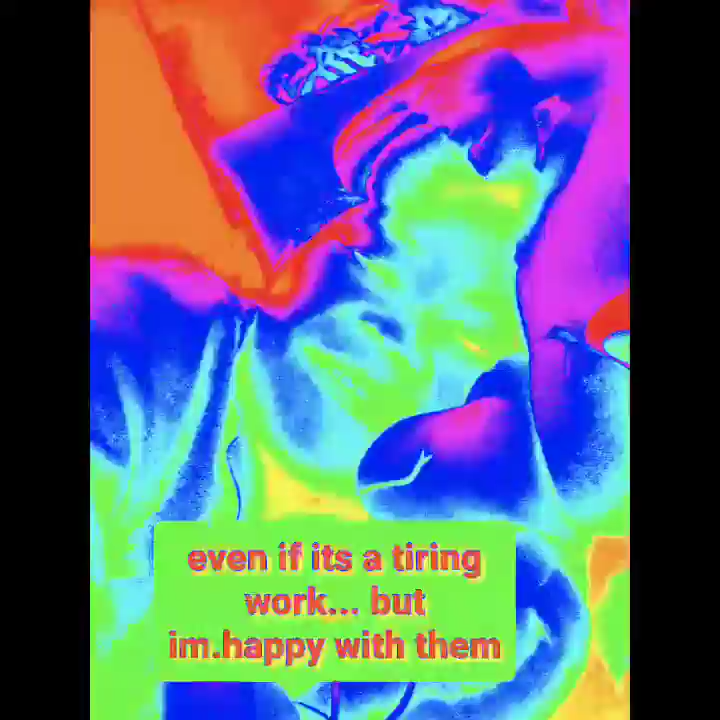 even if its a tiring
work... but
im.happy with them